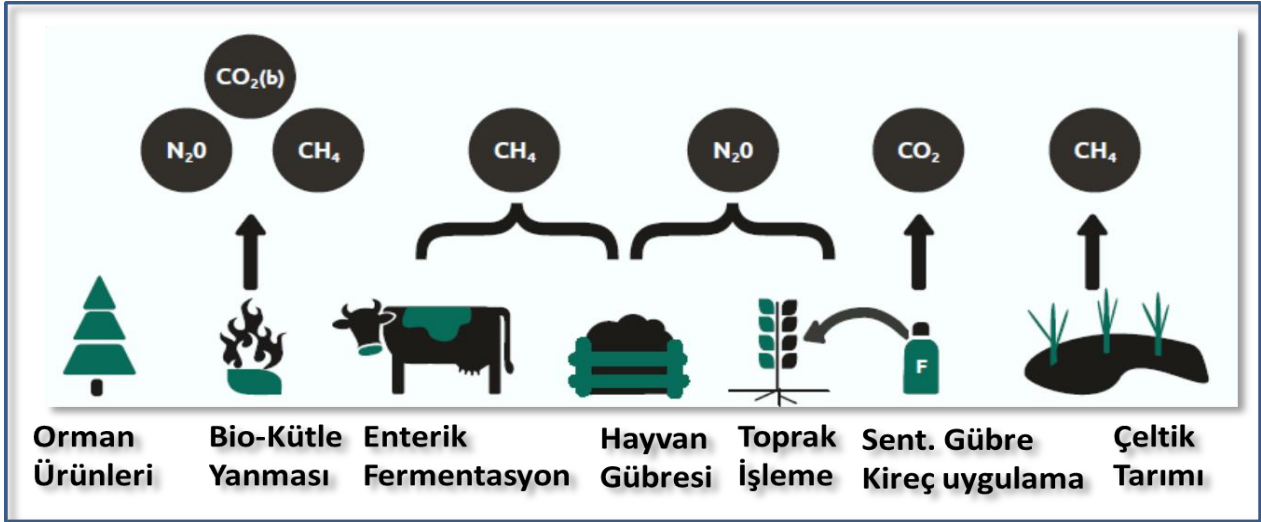 CO₂(b)
N₂0
CH₄
CH₄
N₂0
CO₂
CH₄
F
Orman
Ürünleri
Bio-Kütle
Yanması
Enterik
Fermentasyon
Hayvan
Gübresi
Toprak
İşleme
Sent. Gübre
Kireç uygulama
Çeltik
Tarımı